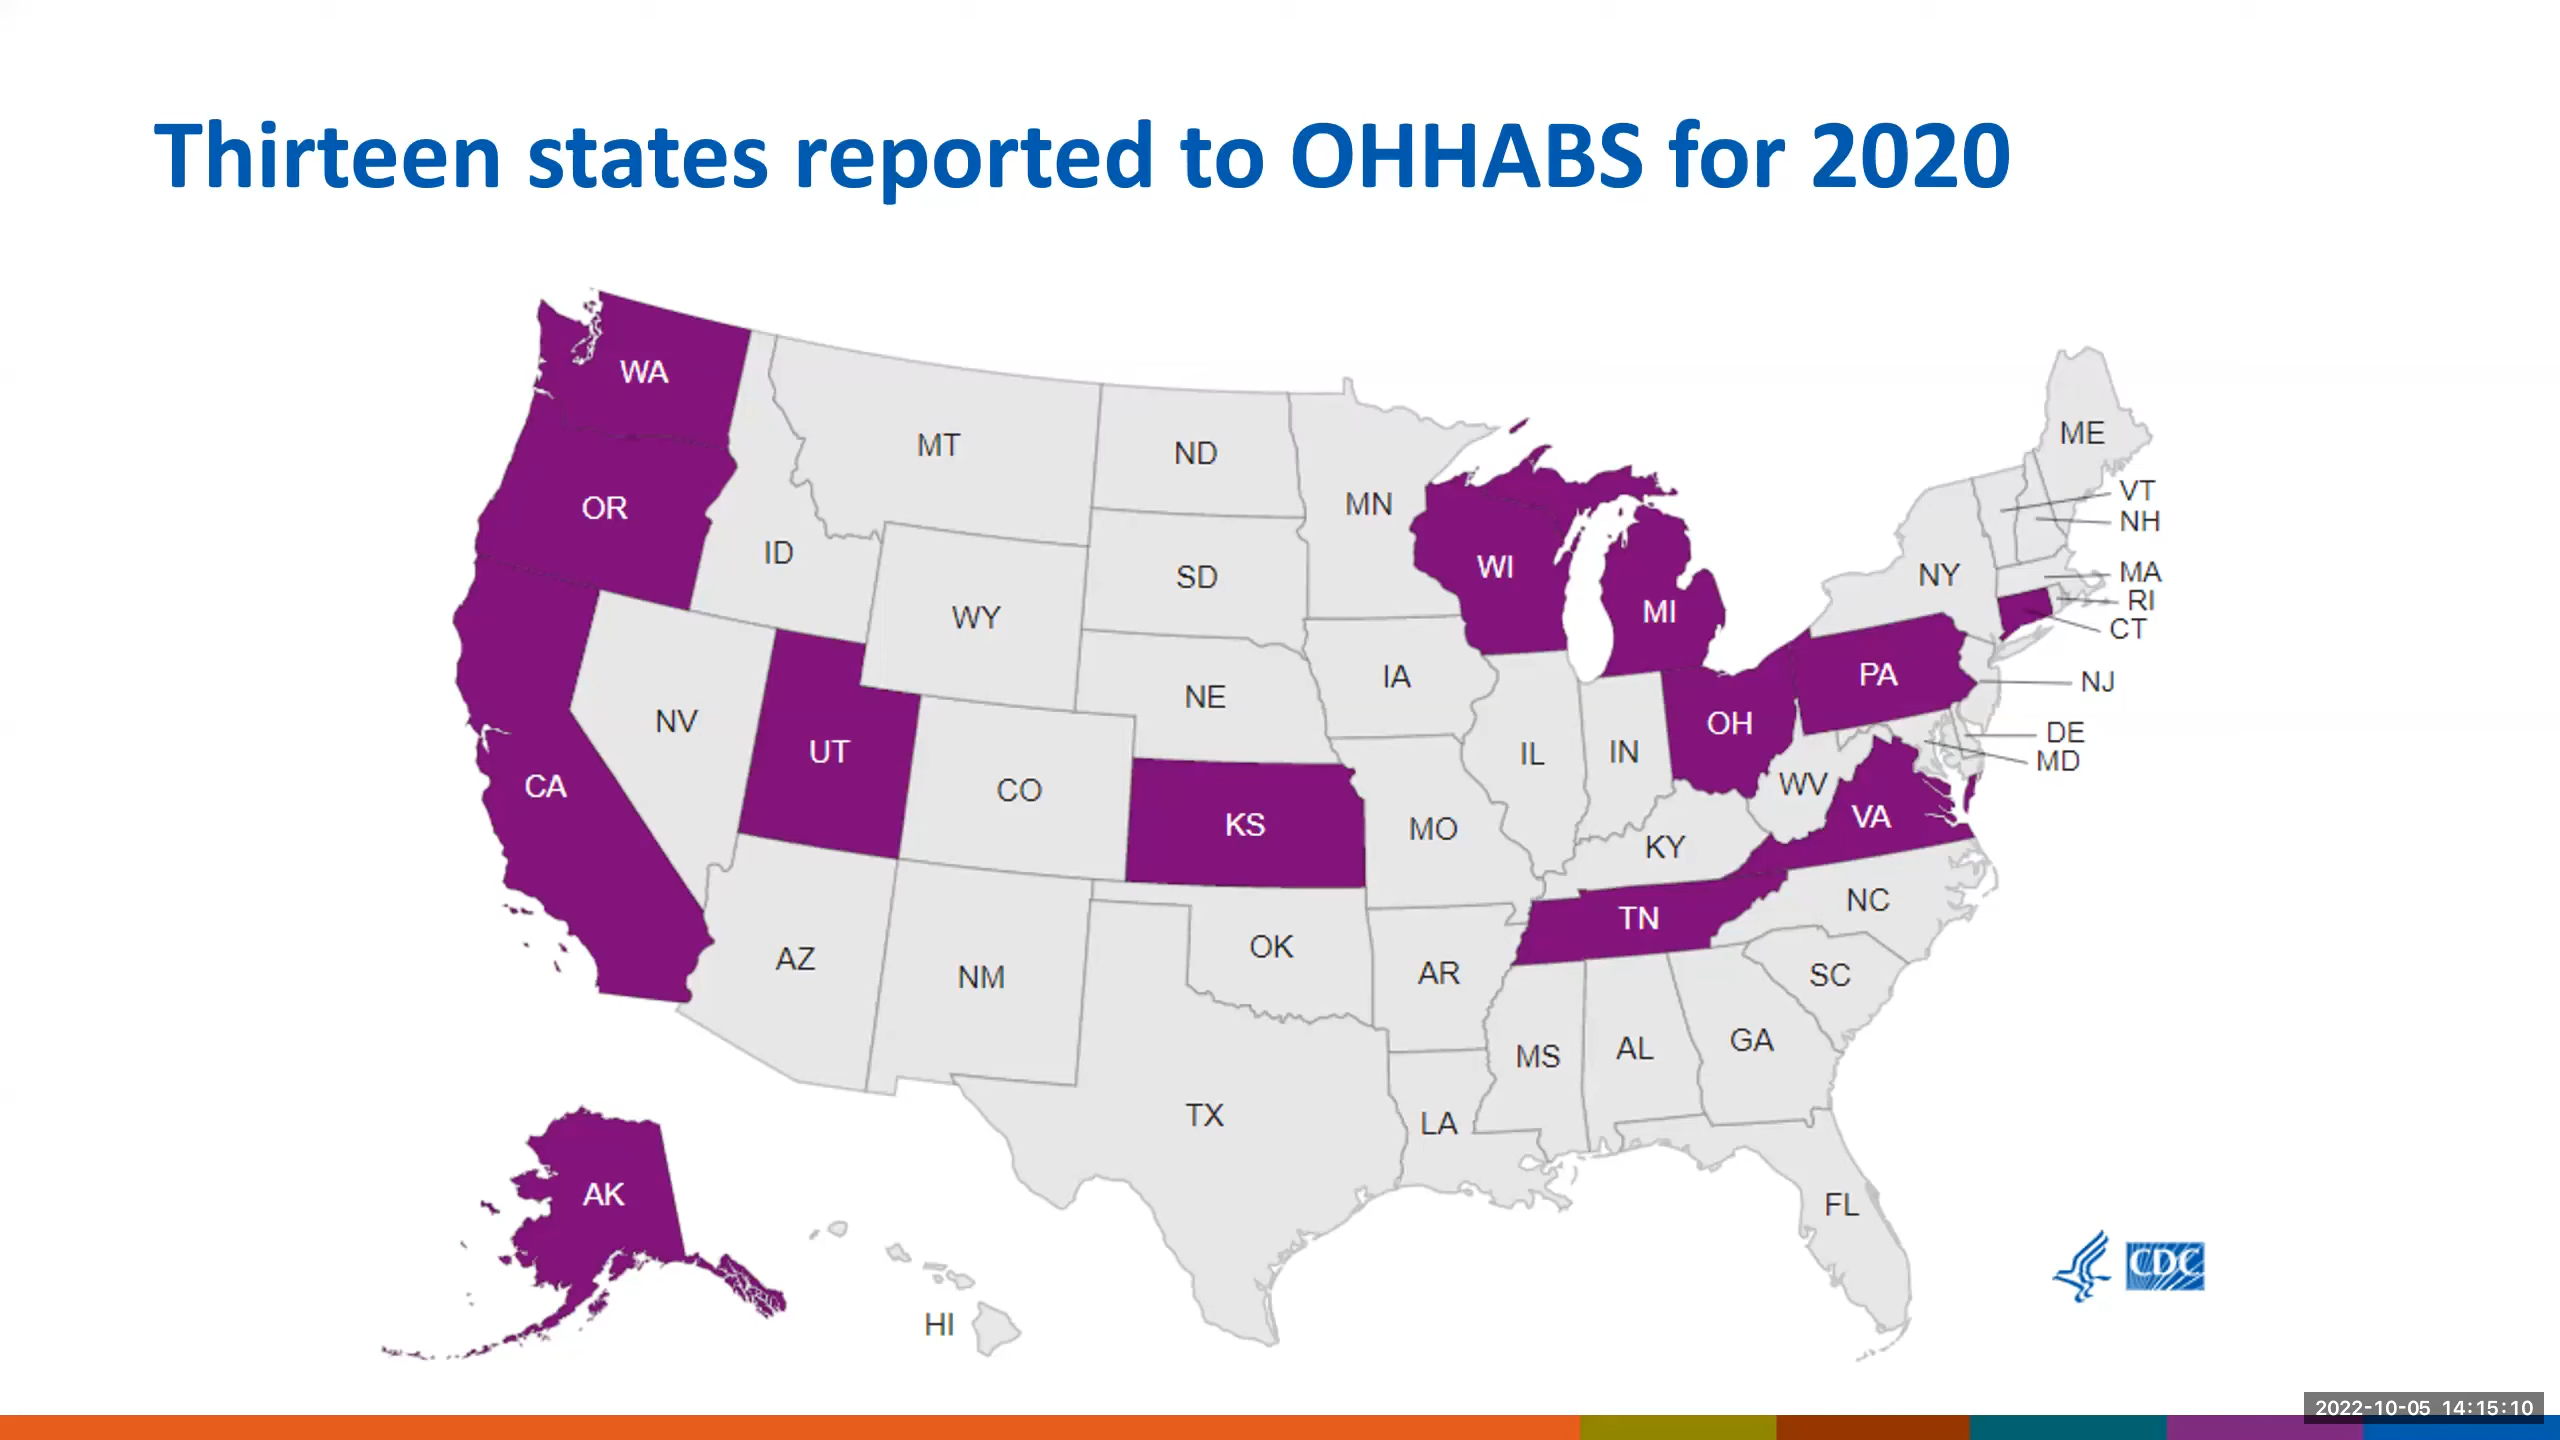 Thirteen states reported to OHHABS for 2020
WA
ME
MT
ND
VT
MN
OR
NH
ID
WI
MA
NY
SD
RI
MI
WY
CT
PA
IA
NJ
NE
NV
OH
DE
UT
IL
IN
MD
CA
CO
WV
KS
VA
MO
KY
NC
TN
OK
AZ
AR
SC
NM
GA
AL
MS
TX
LA
AK
FL
CDC
HI
2022-10-05 14:15:10